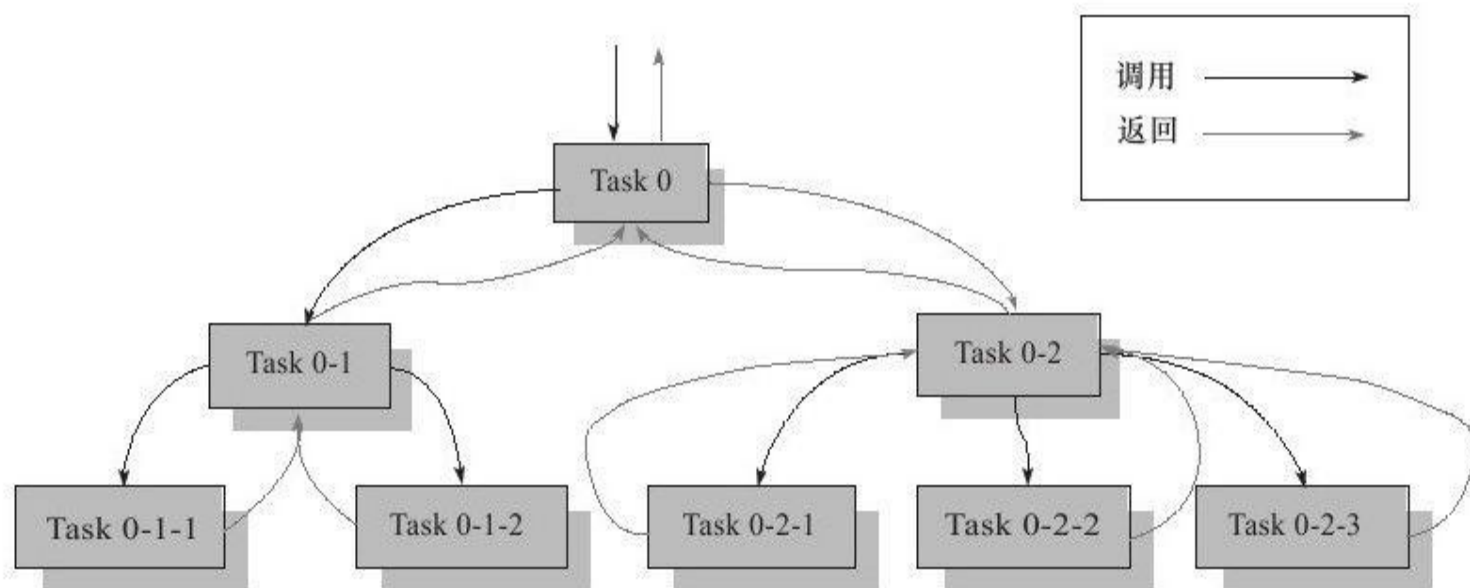 调用
返回
Task 0
Task 0-1
Task 0-2
Task 0-1-1
Task 0-1-2
Task 0-2-1
Task 0-2-2
Task 0-2-3